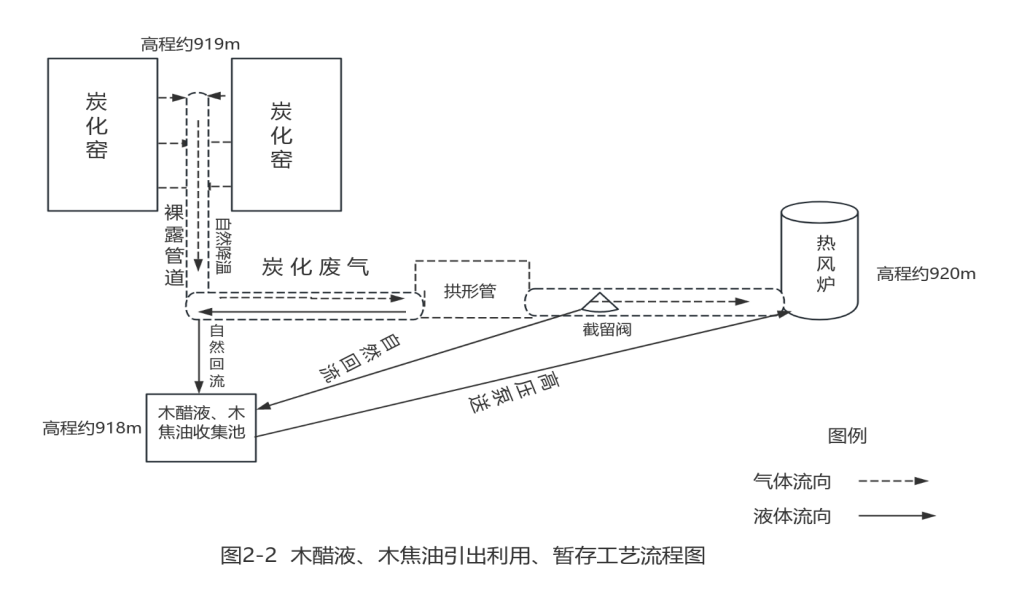 高程约919m
炭化窑
炭化窑
裸露管道
自然降温
炭化废气
拱形管
热风炉
高程约920m
截留阀
自然回流
自然回流
高压泵送
高程约918m
木醋液、木
焦油收集池
图例
气体流向
液体流向
图2-2 木醋液、木焦油引出利用、暂存工艺流程图